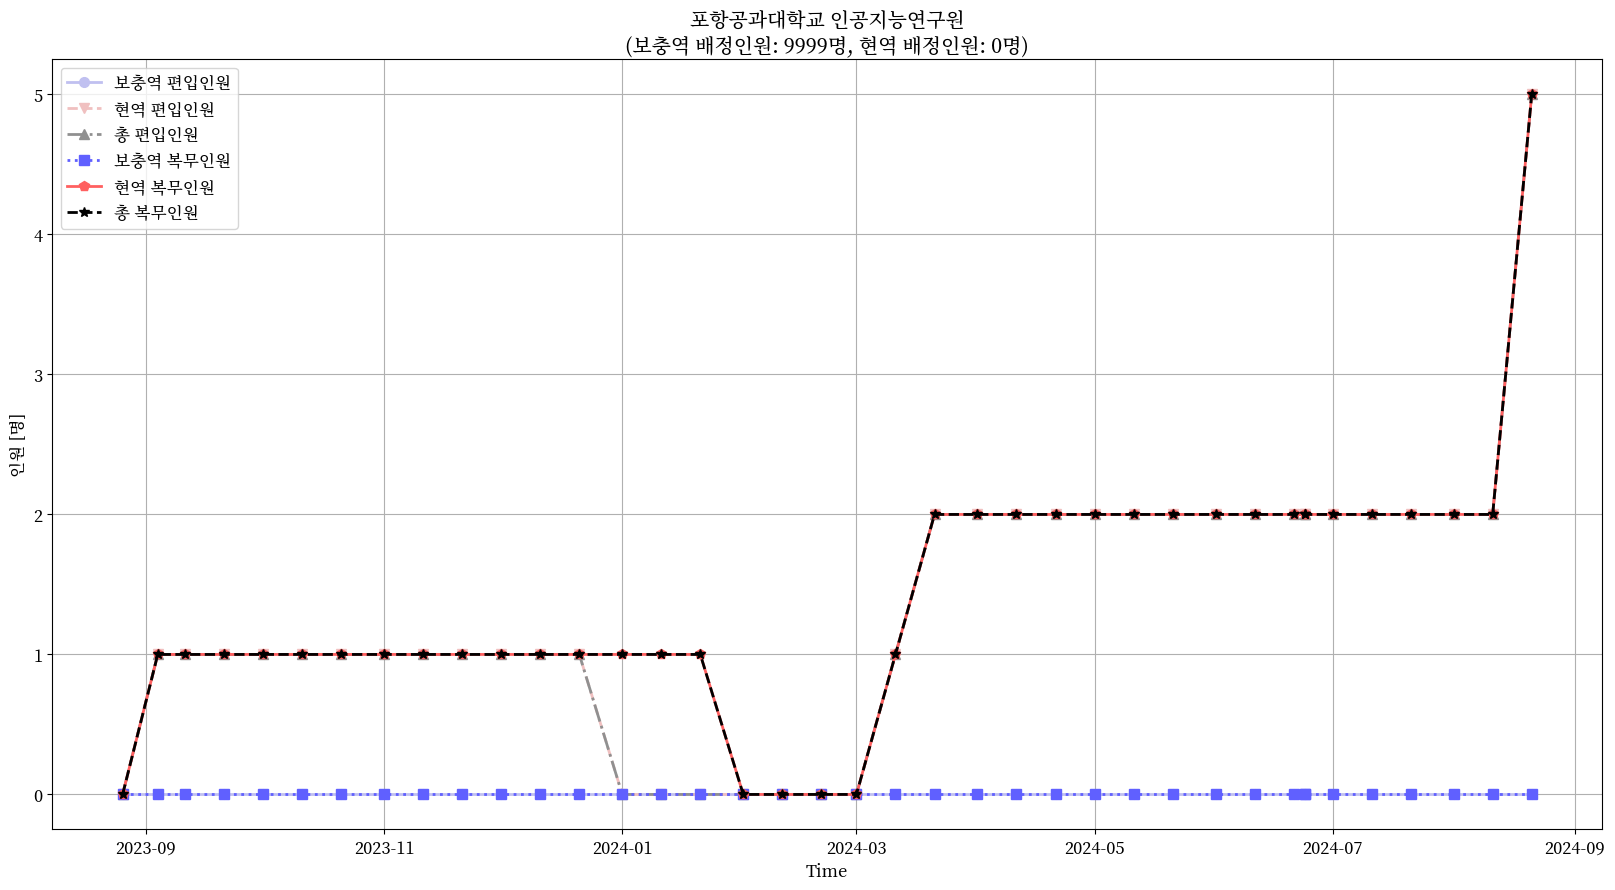 포항공과대학교 인공지능연구원
(보충역 배정인원: 9999명, 현역 배정인원: 0명)
보충역 편입인원
현역 편입인원
총 편입인원
보충역 복무인원
현역 복무인원
총 복무인원
인원 [명]
5
4
3
2
1
0
2023-09
2023-11
2024-01
2024-03
2024-05
2024-07
2024-09
Time